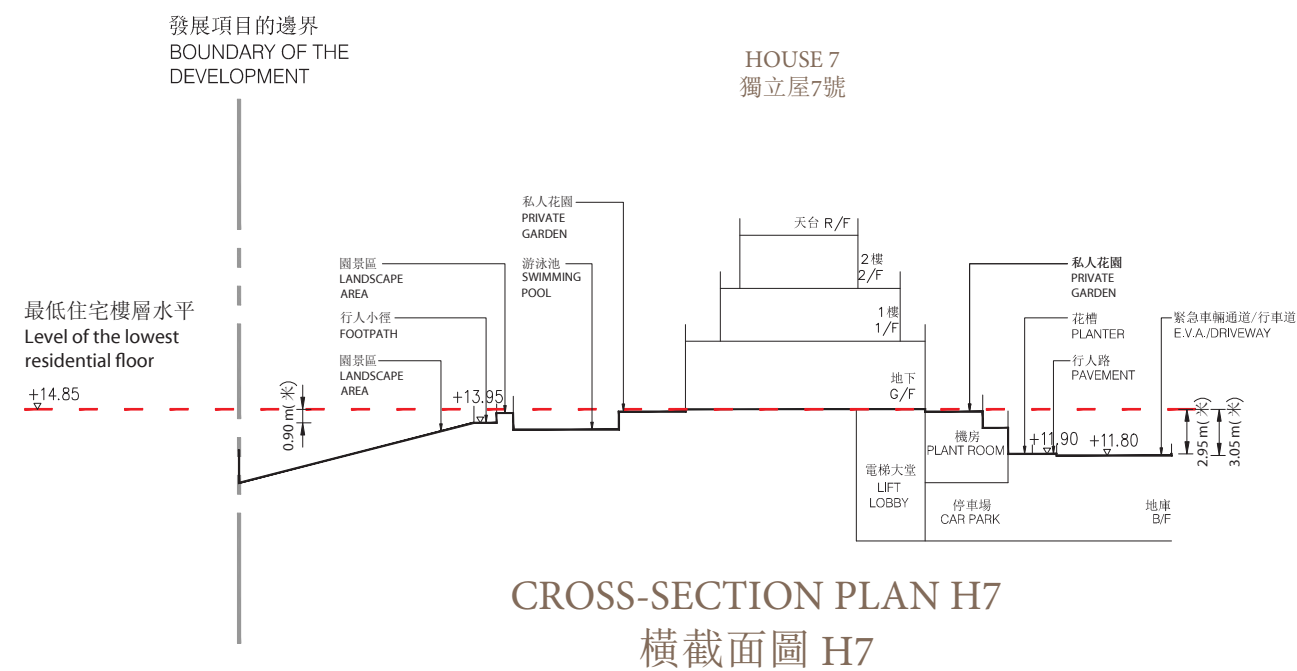 發展項目的邊界
BOUNDARY OF THE
DEVELOPMENT
HOUSE 7
獨立屋7號
私人花園
PRIVATE
GARDEN
天台 R/F
園景區
LANDSCAPE
AREA
游泳池
SWIMMING
POOL
2樓
2/F
私人花園
PRIVATE
GARDEN
最低住宅樓層水平
Level of the lowest
residential floor
行人小徑
FOOTPATH
1樓
1/F
花槽
PLANTER
緊急車輛通道/行車道
E.V.A./DRIVEWAY
園景區
LANDSCAPE
AREA
行人路
PAVEMENT
地下
G/F
+14.85
0.90 m(米)
+13.95
機房
PLANT ROOM
+11.90
+11.80
2.95 m(米)
3.05 m(米)
電梯大堂
LIFT
LOBBY
停車場
CAR PARK
地庫
B/F
CROSS-SECTION PLAN H7
橫截面圖 H7